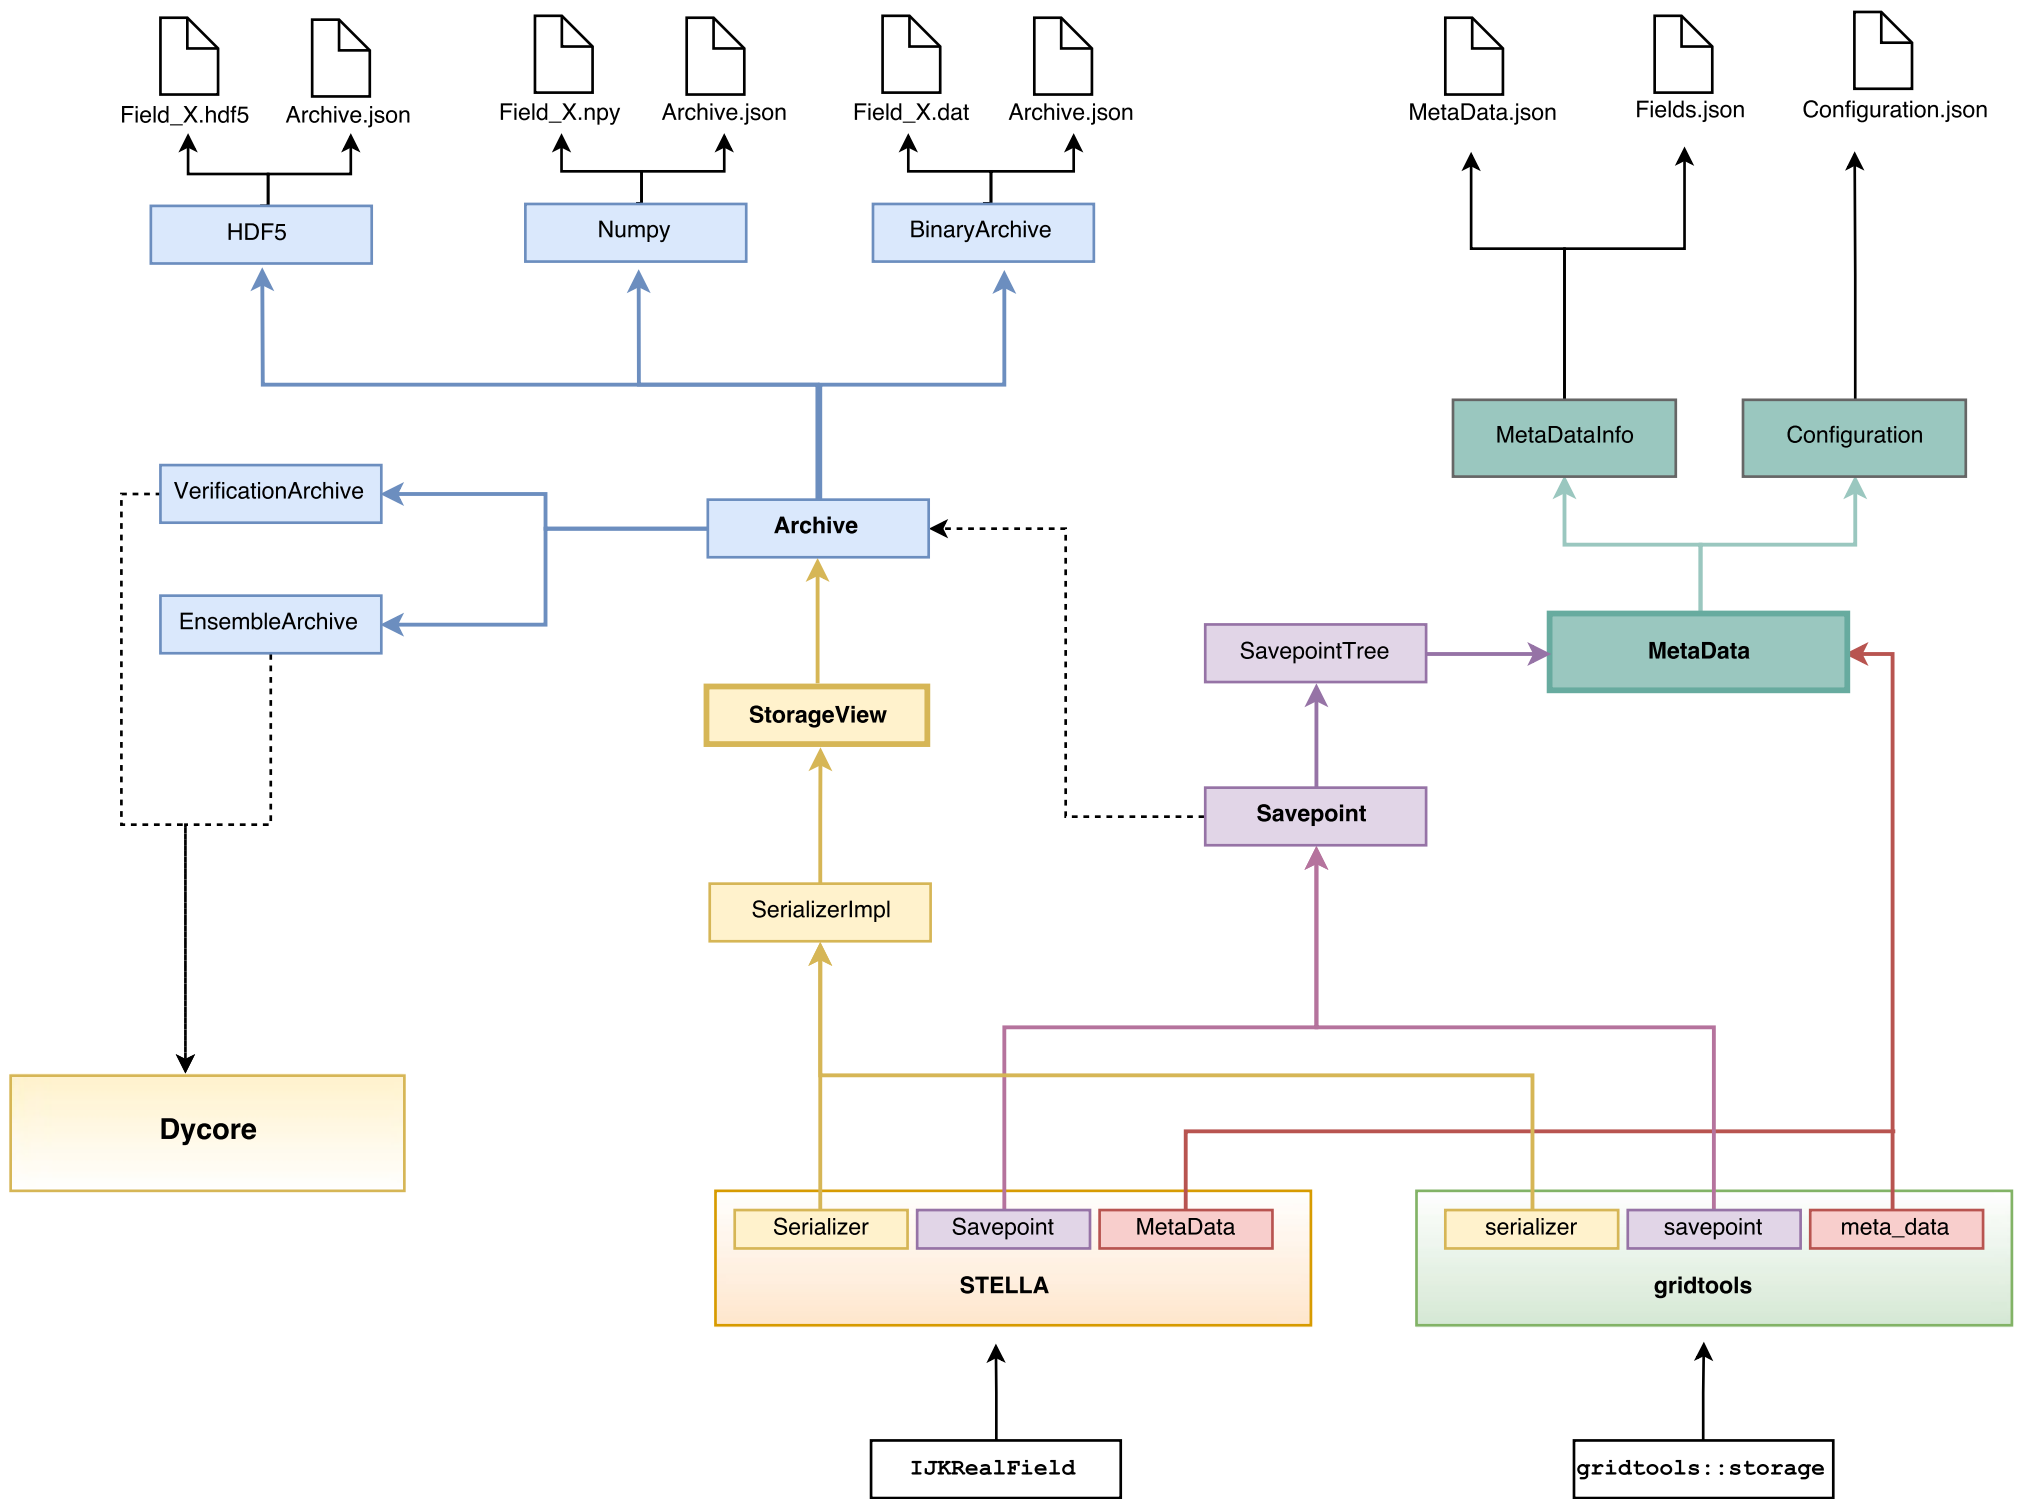 Field_X.hdf5
Archive.json
Field_X.npy
Archive.json
Field_X.dat
Archive.json
MetaData.json
Fields.json
Configuration.json
HDF5
Numpy
BinaryArchive
MetaDataInfo
Configuration
VerificationArchive
Archive
EnsembleArchive
SavepointTree
MetaData
StorageView
Savepoint
SerializerImpl
Dycore
Serializer
Savepoint
MetaData
serializer
savepoint
meta_data
STELLA
gridtools
IJKRealField
gridtools::storage